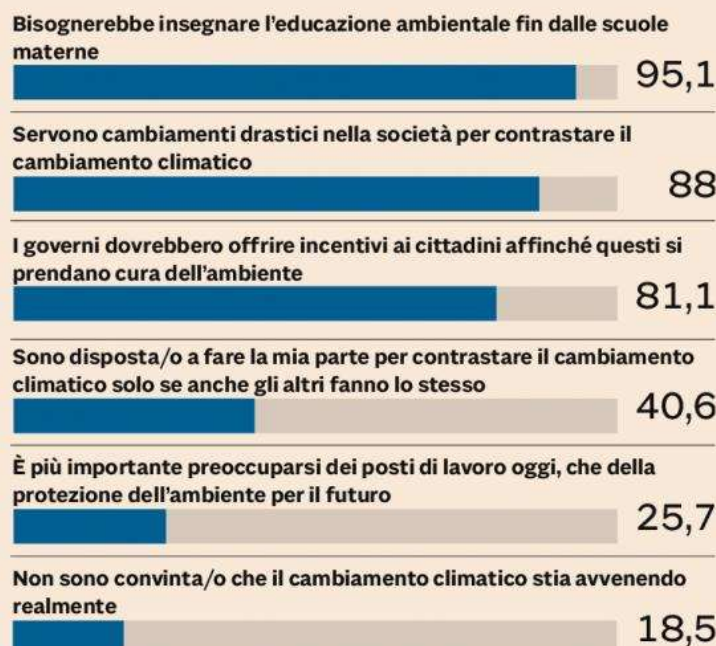 Bisognerebbe insegnare l'educazione ambientale fin dalle scuole
materne
95,1
Servono cambiamenti drastici nella società per contrastare il
cambiamento climatico
88
I governi dovrebbero offrire incentivi ai cittadini affinché questi si
prendano cura dell'ambiente
81,1
Sono disposta/o a fare la mia parte per contrastare il cambiamento
climatico solo se anche gli altri fanno lo stesso
40,6
È più importante preoccuparsi dei posti di lavoro oggi, che della
protezione dell'ambiente per il futuro
25,7
Non sono convinta/o che il cambiamento climatico stia avvenendo
realmente
18,5